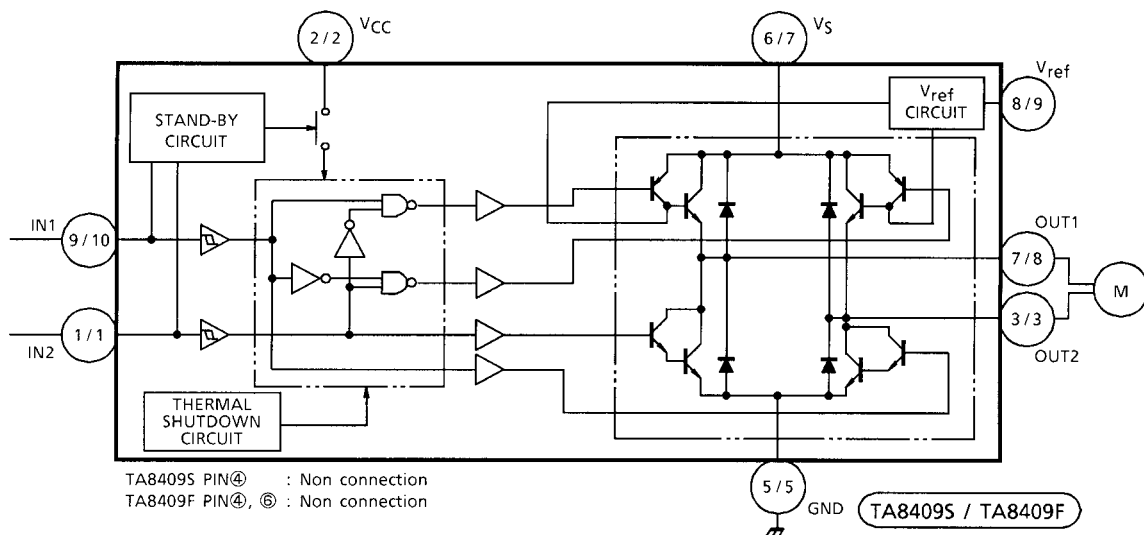 VCC
2 / 2
VS
6 / 7
Vref
8 / 9
Vref
CIRCUIT
STAND-BY
CIRCUIT
IN1
9 / 10
OUT1
7 / 8
M
1 / 1
IN2
3 / 3
OUT2
THERMAL
SHUTDOWN
CIRCUIT
TA8409S PIN④ : Non connection
TA8409F PIN④, ⑥ : Non connection
5 / 5
GND
TA8409S / TA8409F